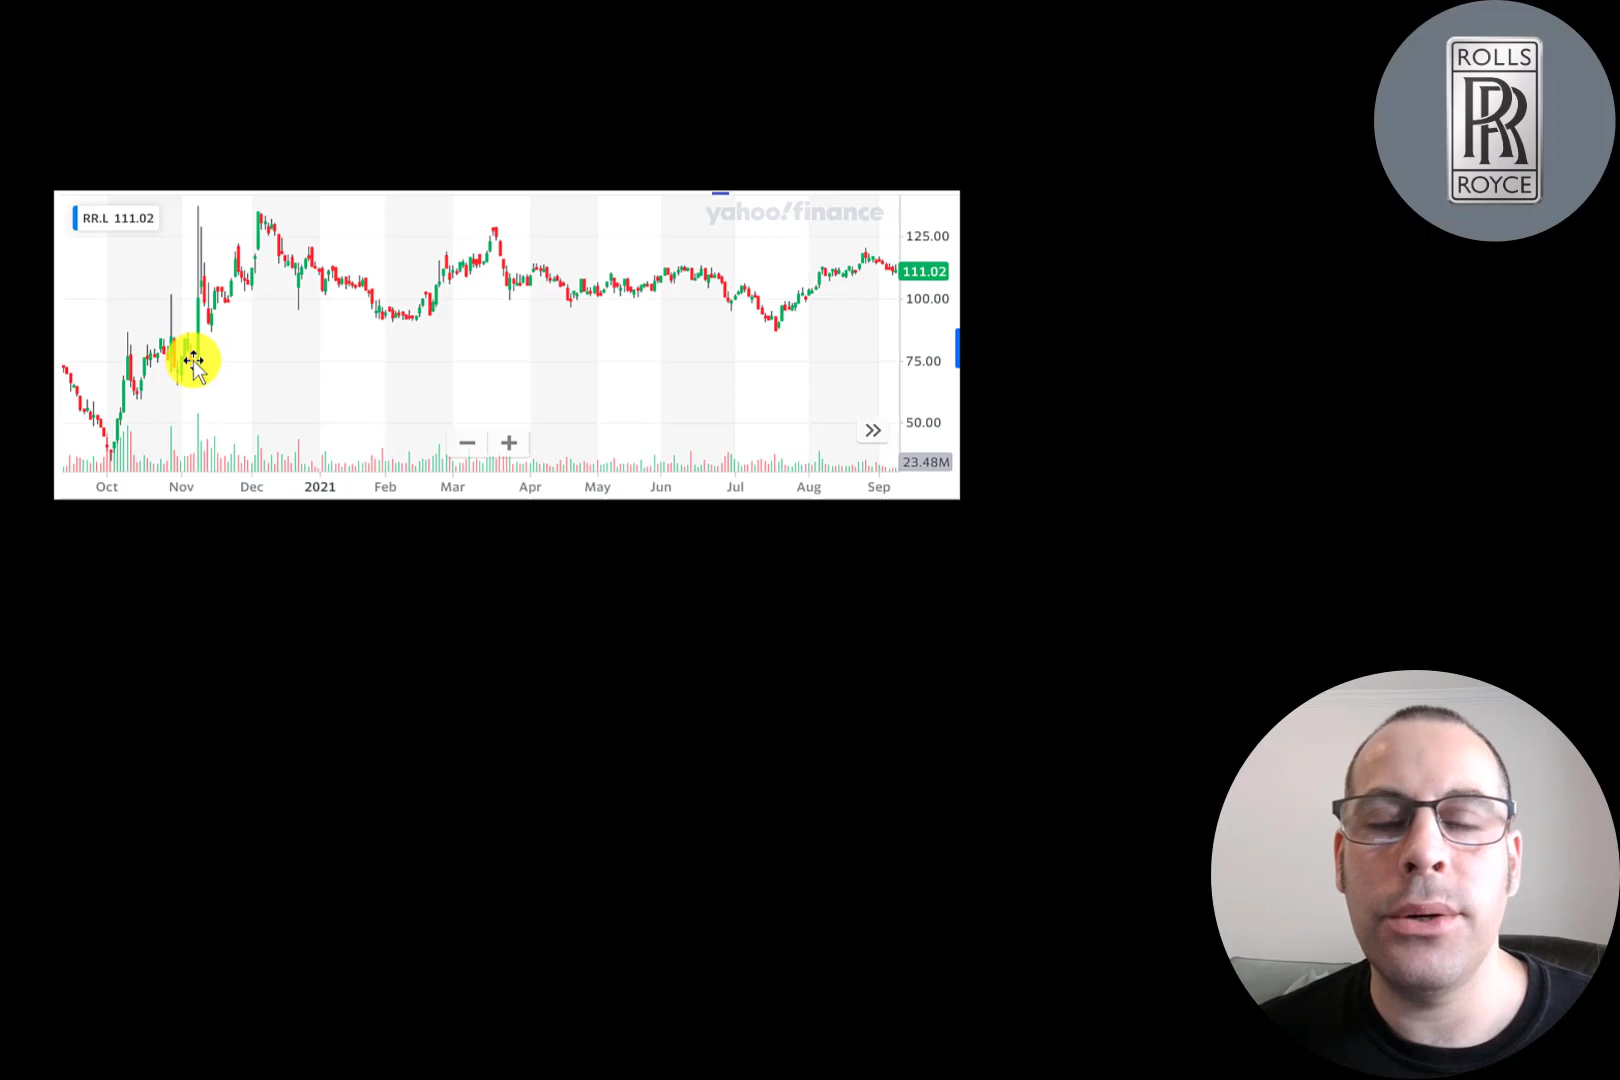 ROLLS
RR
ROYCE
RR.L 111.02
yahoo!finance
125.00
111.02
100.00
75.00
50.00
23.48M
Oct Nov Dec 2021 Feb Mar Apr May Jun Jul Aug Sep